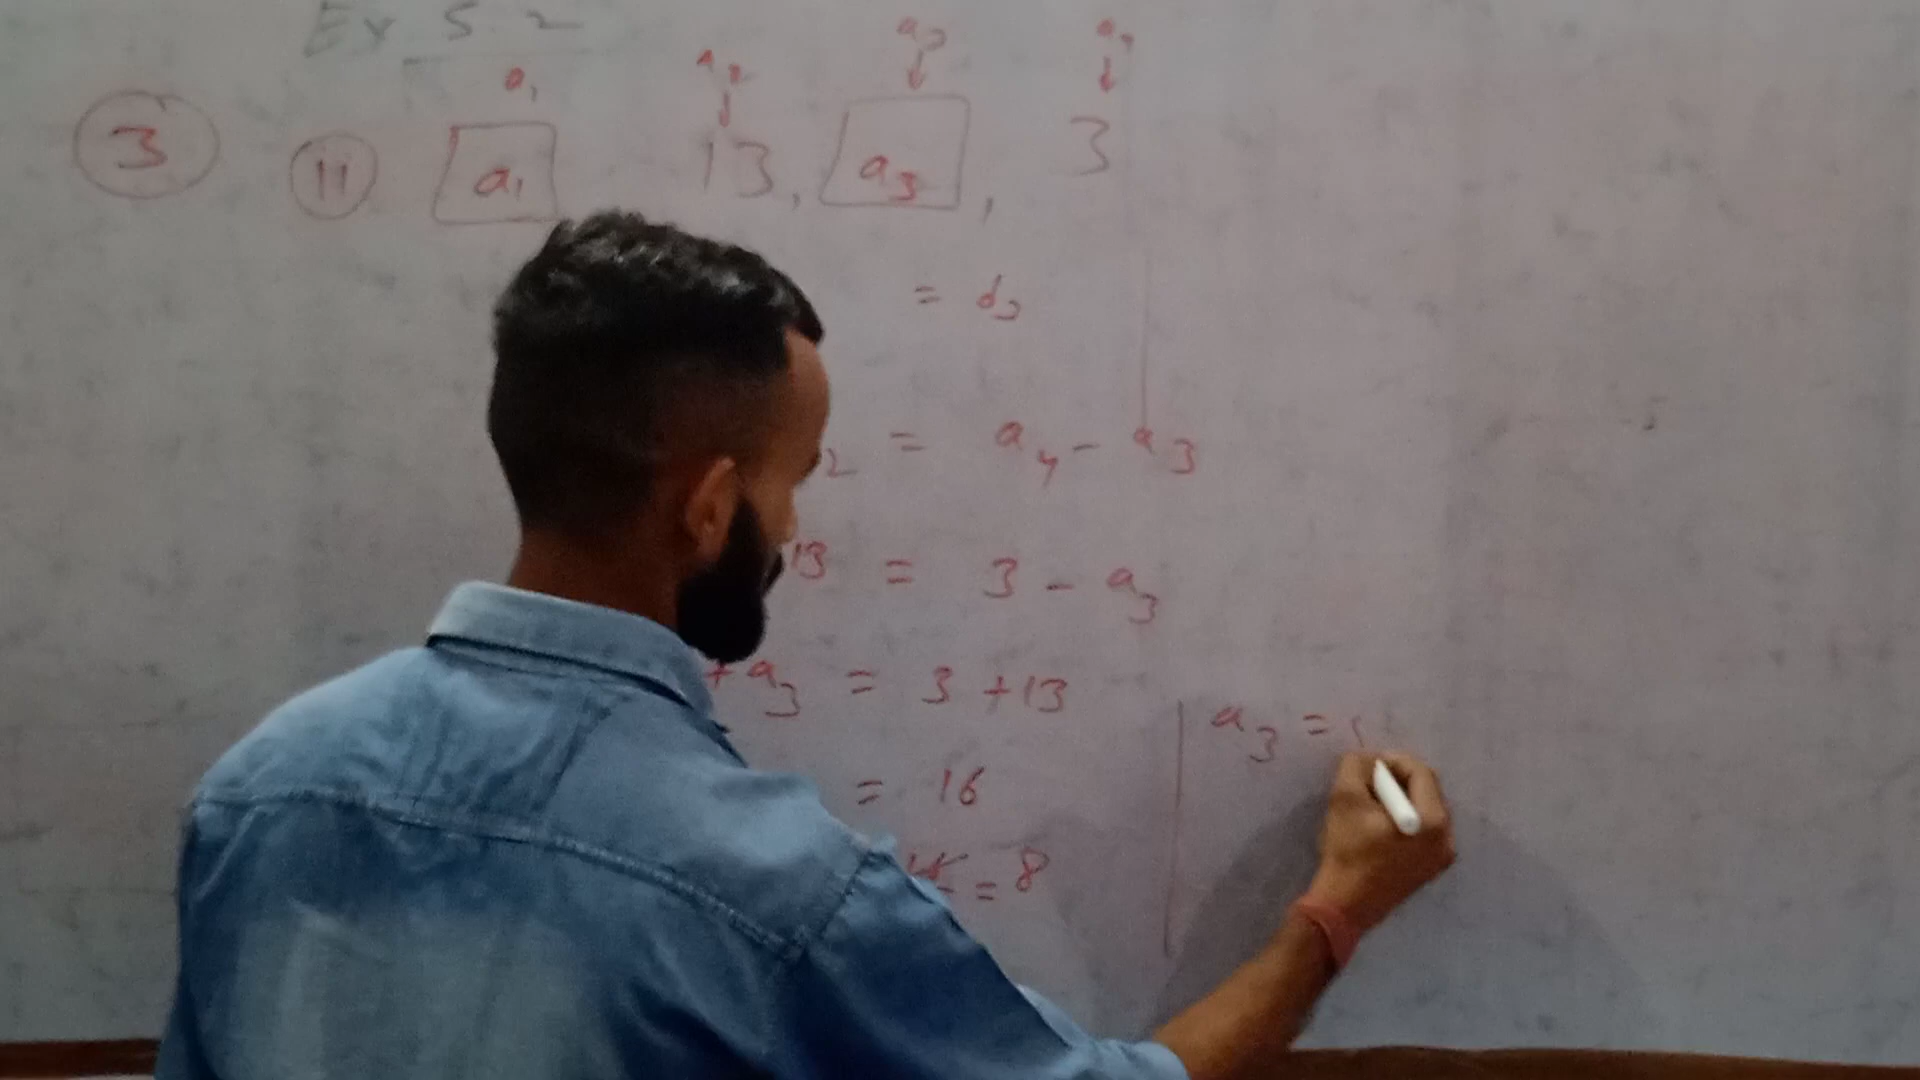 Ex 5.2
a1 a2 a3 a4
3 ii a1 13, a3, 3
= d3
2 = a4 - a3
13 = 3 - a3
+ a3 = 3 + 13
= 16
= 8
a3 =